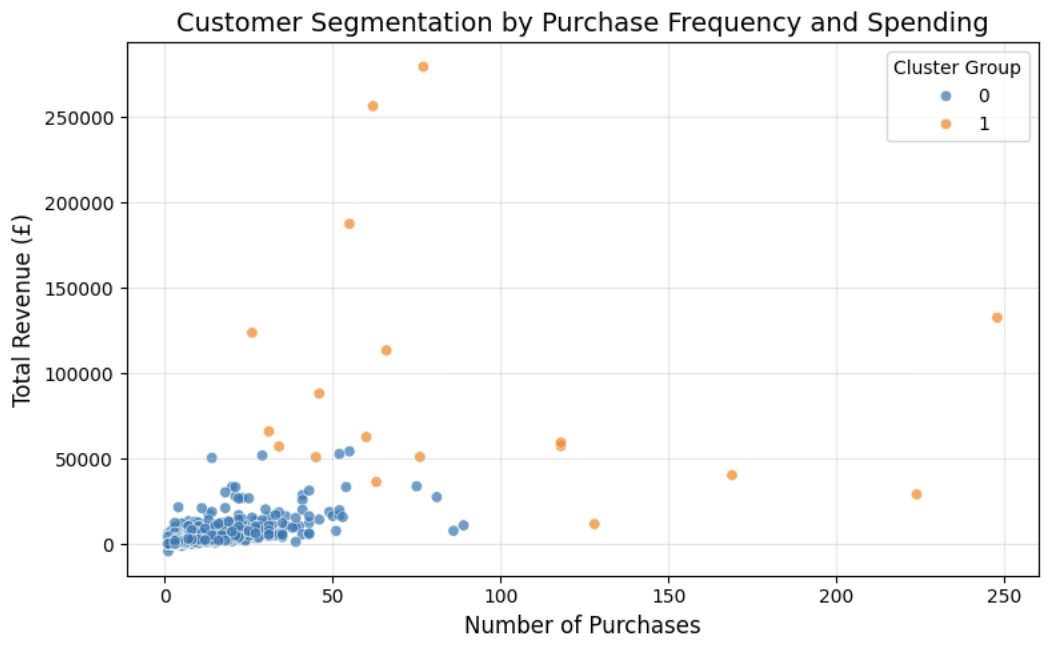 Customer Segmentation by Purchase Frequency and Spending
Cluster Group
0
1
250000
200000
150000
100000
50000
0
Total Revenue (£)
0 50 100 150 200 250
Number of Purchases